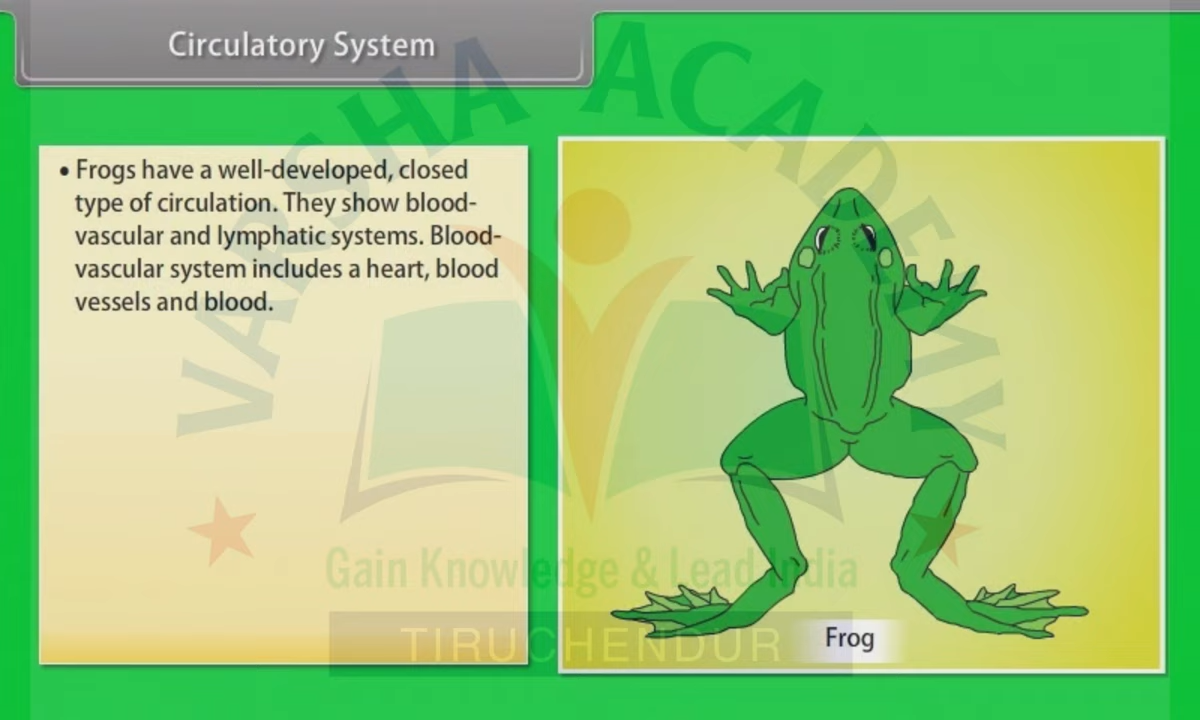 Circulatory System
VARSHA ACADEMY
• Frogs have a well-developed, closed
type of circulation. They show blood-
vascular and lymphatic systems. Blood-
vascular system includes a heart, blood
vessels and blood.
Gain Knowledge & Lead India
TIRUCHENDUR
Frog